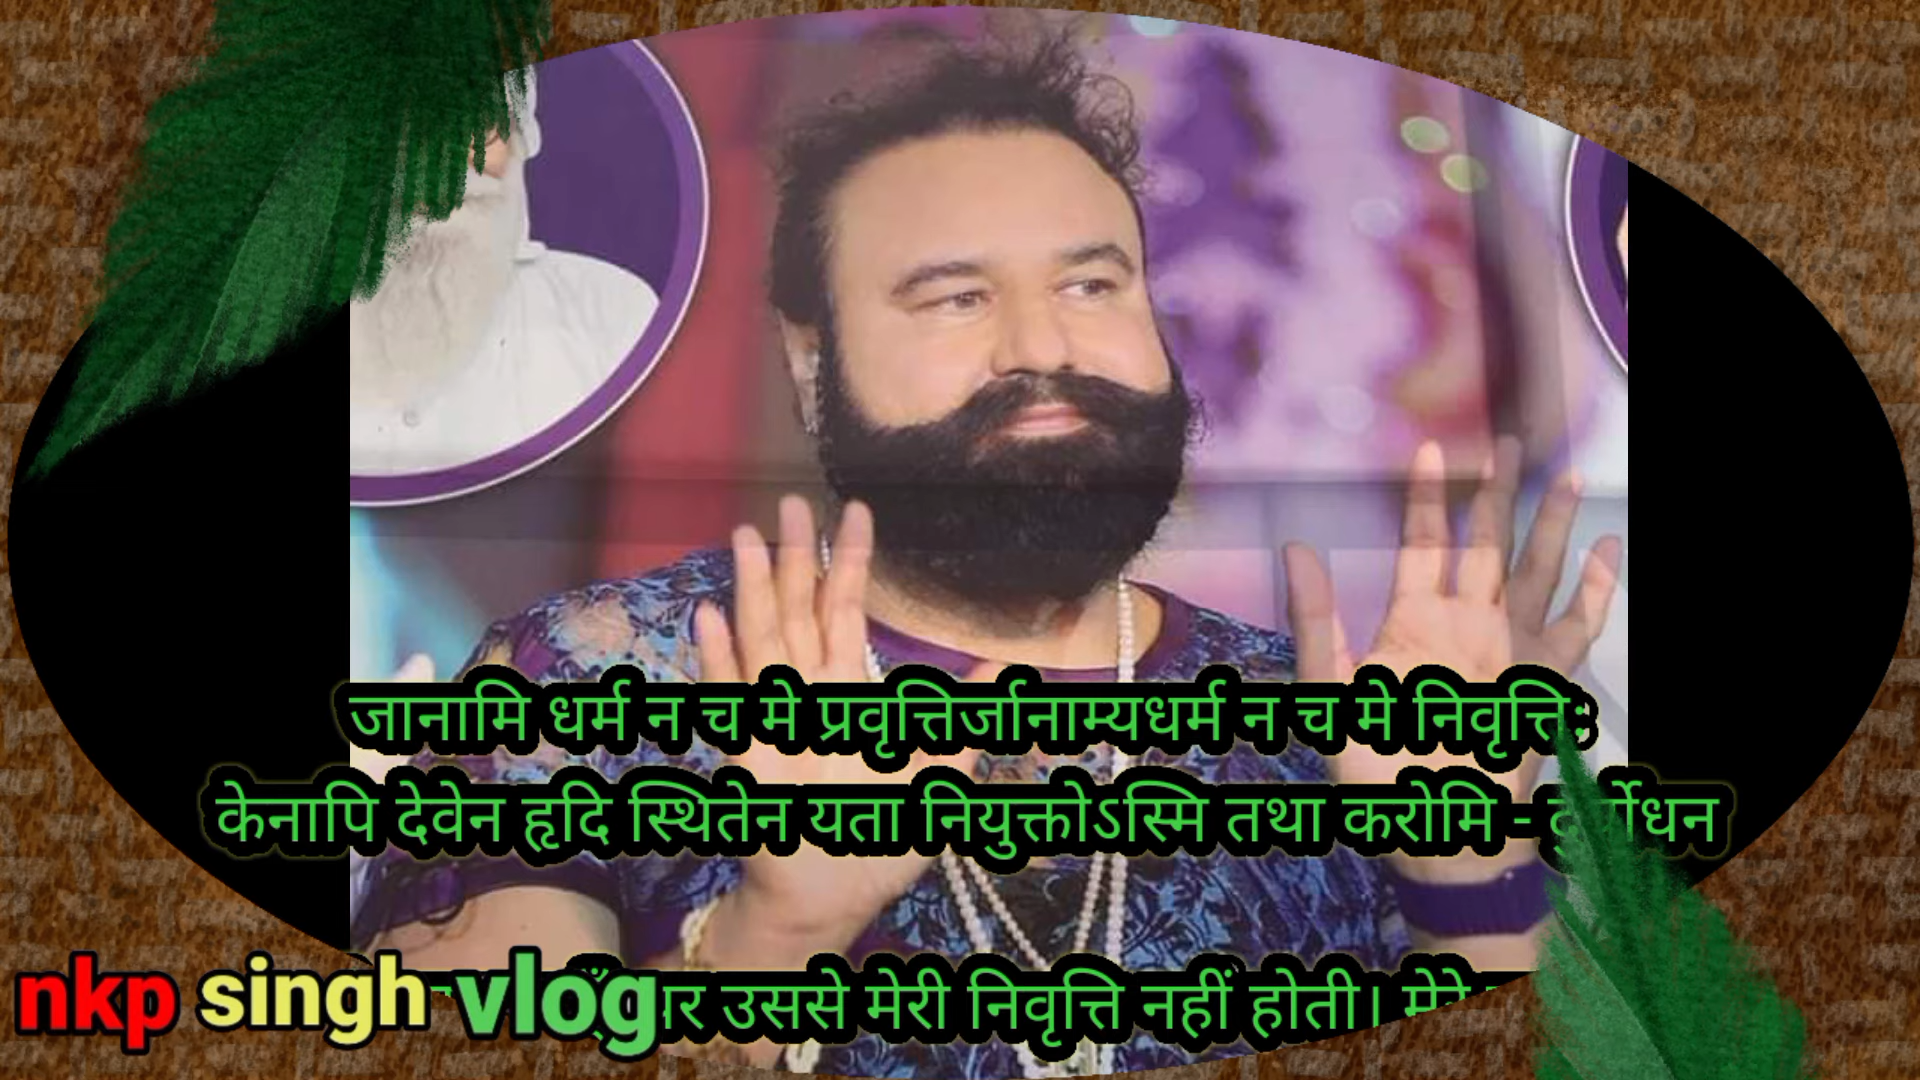 जानामि धर्म न च मे प्रवृत्तिर्जानाम्यधर्म न च मे निवृत्तिः
केनापि देवेन हृदि स्थितेन यता नियुक्तोऽस्मि तथा करोमि -
उससे मेरी निवृत्ति नहीं होती।
nkp singh vlog